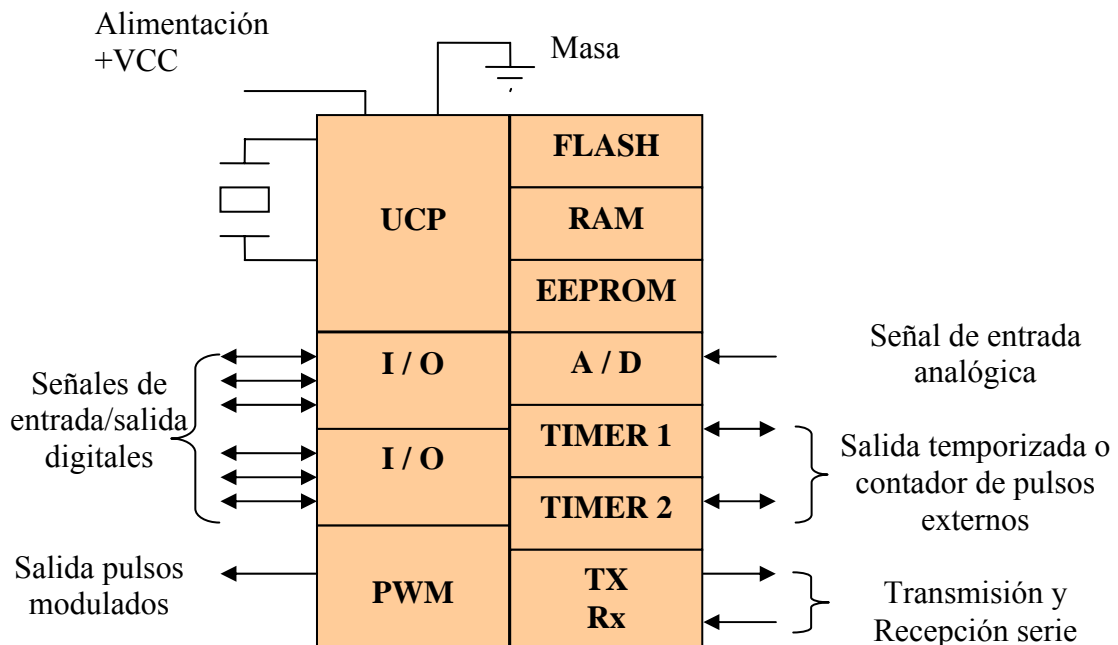 Alimentación
+VCC
Masa
FLASH
UCP
RAM
EEPROM
I / O
A / D
Señal de entrada
analógica
Señales de
entrada/salida
digitales
I / O
TIMER 1
TIMER 2
Salida temporizada o
contador de pulsos
externos
Salida pulsos
modulados
PWM
TX
Rx
Transmisión y
Recepción serie